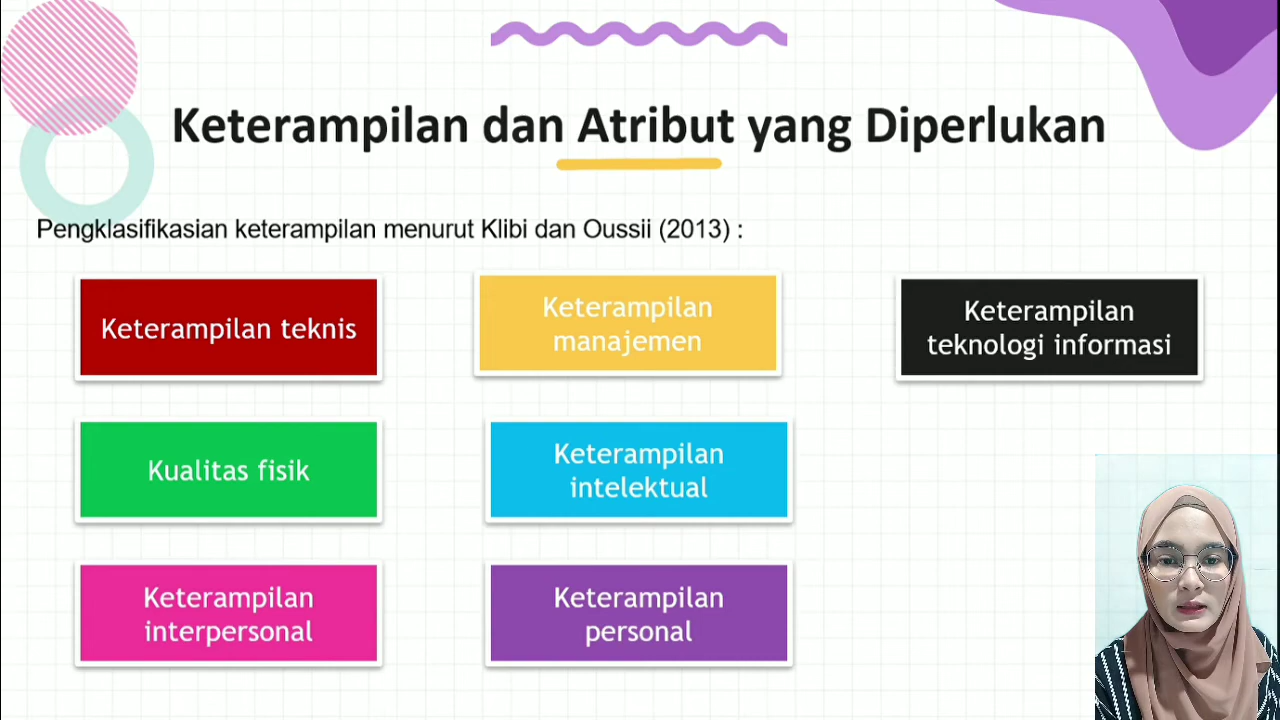 Keterampilan dan Atribut yang Diperlukan
Pengklasifikasian keterampilan menurut Klibi dan Oussii (2013) :
Keterampilan teknis
Keterampilan
manajemen
Keterampilan
teknologi informasi
Kualitas fisik
Keterampilan
intelektual
Keterampilan
interpersonal
Keterampilan
personal